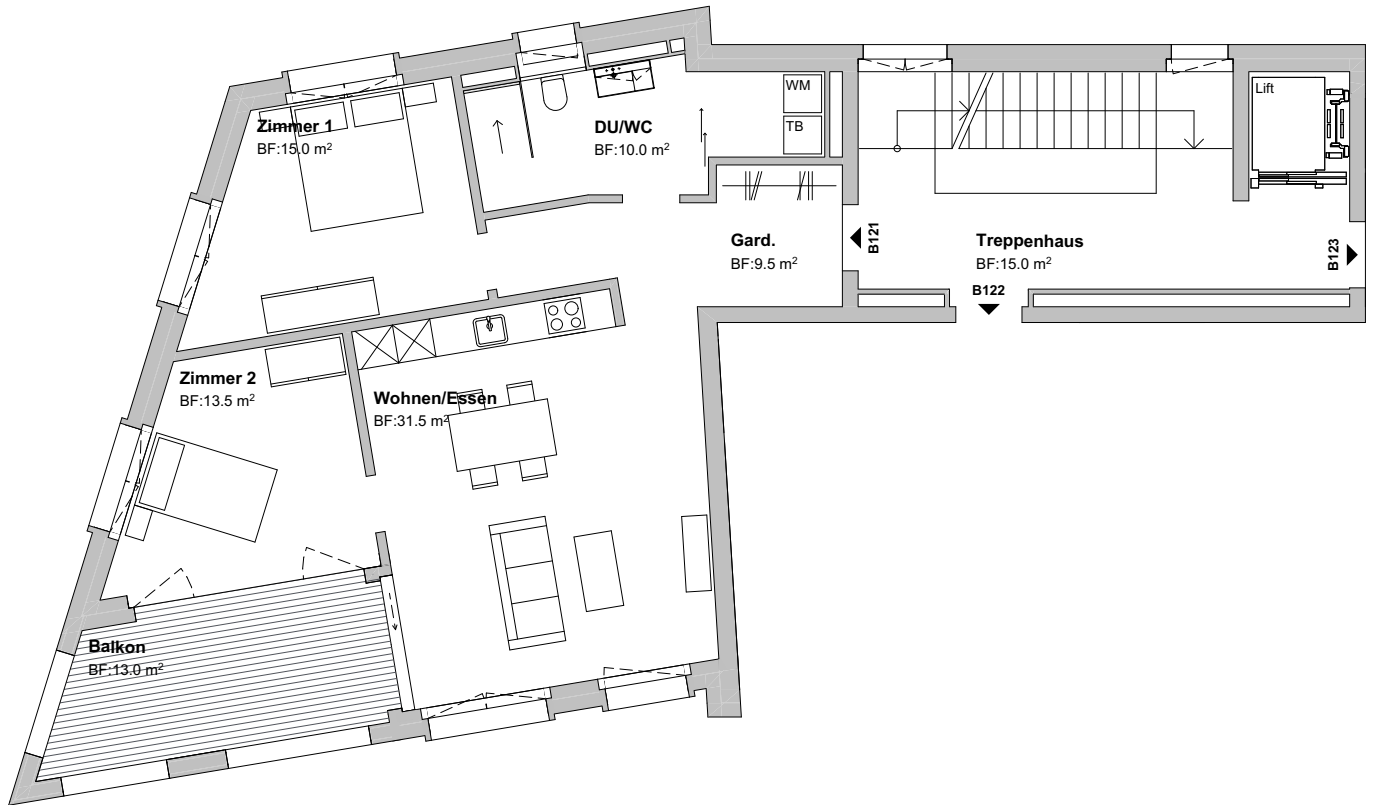 WM
TB
Lift
Zimmer 1
BF:15.0 m²
DU/WC
BF:10.0 m²
Gard.
BF:9.5 m²
B121
Treppenhaus
BF:15.0 m²
B122
B123
Zimmer 2
BF:13.5 m²
Wohnen/Essen
BF:31.5 m²
Balkon
BF:13.0 m²